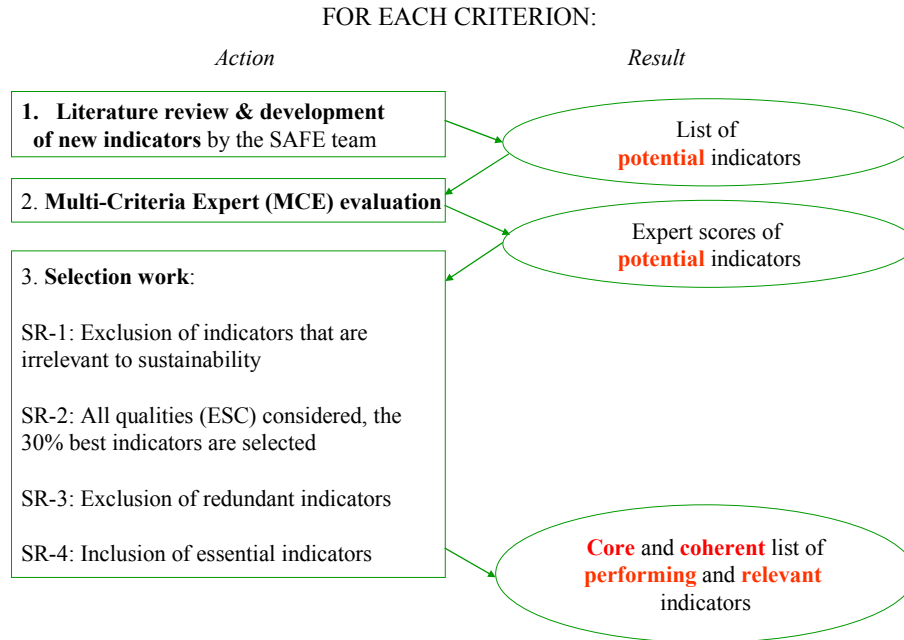 FOR EACH CRITERION:
Action
Result
1. Literature review & development
of new indicators by the SAFE team
List of
potential indicators
2. Multi-Criteria Expert (MCE) evaluation
Expert scores of
potential indicators
3. Selection work:
SR-1: Exclusion of indicators that are
irrelevant to sustainability
SR-2: All qualities (ESC) considered, the
30% best indicators are selected
SR-3: Exclusion of redundant indicators
SR-4: Inclusion of essential indicators
Core and coherent list of
performing and relevant
indicators